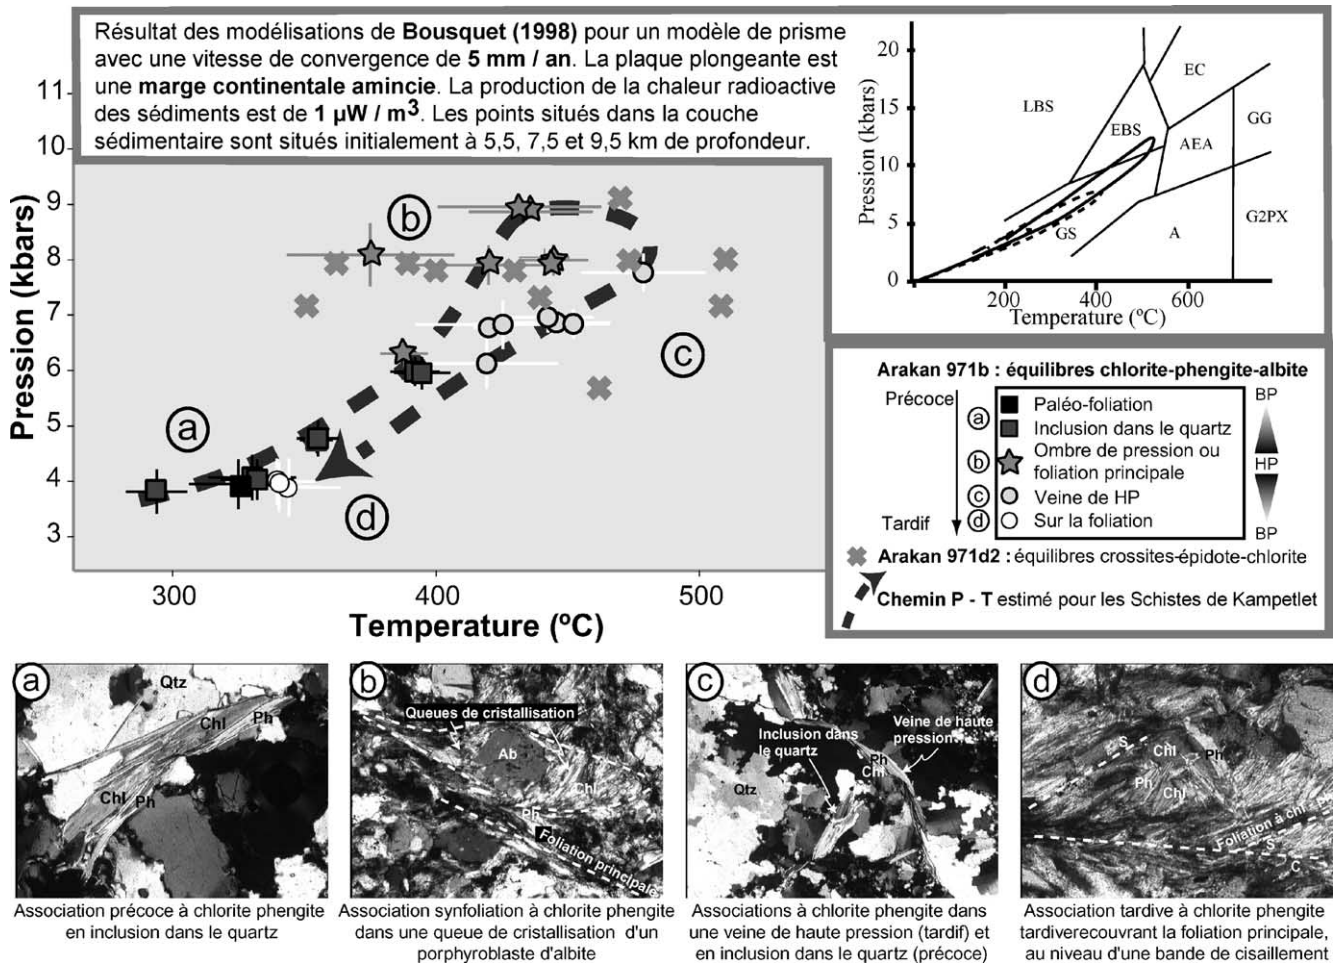 Résultat des modélisations de Bousquet (1998) pour un modèle de prisme
avec une vitesse de convergence de 5 mm / an. La plaque plongeante est
une marge continentale amincie. La production de la chaleur radioactive
des sédiments est de 1 µW / m³. Les points situés dans la couche
sédimentaire sont situés initialement à 5,5, 7,5 et 9,5 km de profondeur.
11
10
9
8
7
6
5
4
3
Pression (kbars)
300
400
500
Temperature (ºC)
a
b
c
d
20
15
10
5
0
Pression (kbars)
LBS
EC
EBS
AEA
GG
GS
A
G2PX
200
400
600
Temperature (ºC)
Arakan 971b : équilibres chlorite-phengite-albite
Précoce
BP
a
Paléo-foliation
Inclusion dans le quartz
b
Ombre de pression ou
foliation principale
HP
c
Veine de HP
Tardif
d
Sur la foliation
BP
Arakan 971d2 : équilibres crossites-épidote-chlorite
Chemin P - T estimé pour les Schistes de Kampetlet
a
Qtz
Chl
Ph
Chl
Ph
Association précoce à chlorite phengite
en inclusion dans le quartz
b
Queues de cristallisation
Ab
Chl
Ph
Foliation principale
Association synfoliation à chlorite phengite
dans une queue de cristallisation d'un
porphyroblaste d'albite
c
Inclusion dans
le quartz
Veine de haute
pression
Ph
Chl
Qtz
Associations à chlorite phengite dans
une veine de haute pression (tardif) et
en inclusion dans le quartz (précoce)
d
S
Chl
Ph
Ph
Chl
Foliation à chl
S
C
Association tardive à chlorite phengite
tardiverecouvrant la foliation principale,
au niveau d'une bande de cisaillement